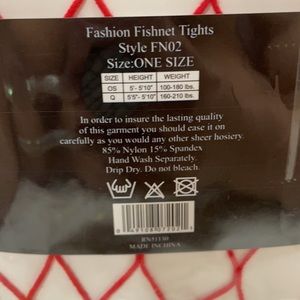 Fashion Fishnet Tights
Style FN02
Size:ONE SIZE
SIZE HEIGHT WEIGHT
OS 5'- 5'10" 100-180 lbs.
Q 5'5"- 5'10" 160-210 lbs.
In order to insure the lasting quality
of this garment you should ease it on
carefully as you would any other sheer hosiery.
85% Nylon 15% Spandex
Hand Wash Separately.
Drip Dry. Do not bleach.
MADE IN CHINA